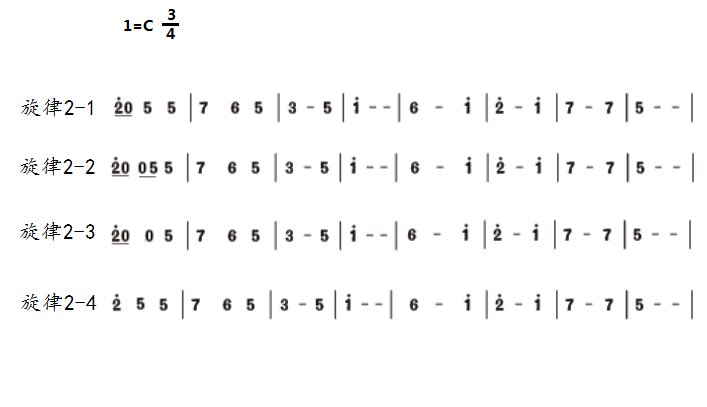 1=C 3/4
旋律2-1 2̲̇0̲ 5 5 | 7 6 5 | 3 - 5 | i̇ - - | 6 - i̇ | 2̇ - i̇ | 7 - 7 | 5 - - |
旋律2-2 2̲̇0̲ 0̲5̲ 5 | 7 6 5 | 3 - 5 | i̇ - - | 6 - i̇ | 2̇ - i̇ | 7 - 7 | 5 - - |
旋律2-3 2̲̇0̲ 0 5 | 7 6 5 | 3 - 5 | i̇ - - | 6 - i̇ | 2̇ - i̇ | 7 - 7 | 5 - - |
旋律2-4 2̇ 5 5 | 7 6 5 | 3 - 5 | i̇ - - | 6 - i̇ | 2̇ - i̇ | 7 - 7 | 5 - - |